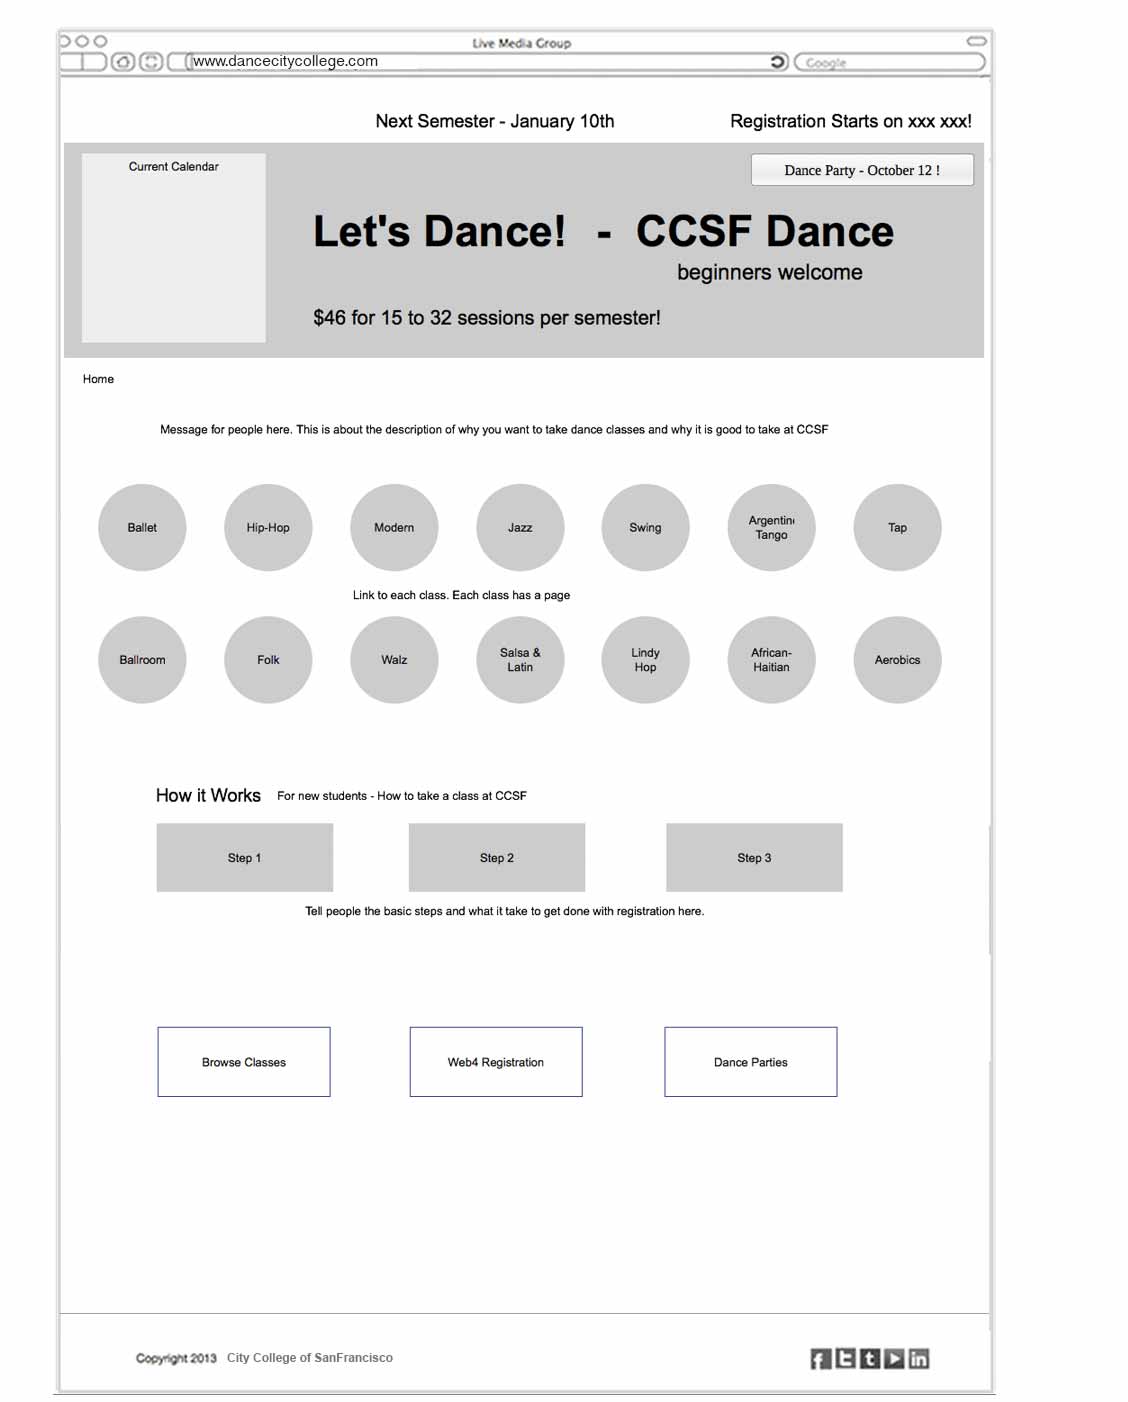 Live Media Group
www.dancecitycollege.com
Google
Next Semester - January 10th
Registration Starts on xxx xxx!
Current Calendar
Dance Party - October 12 !
Let's Dance! - CCSF Dance
beginners welcome
$46 for 15 to 32 sessions per semester!
Home
Message for people here. This is about the description of why you want to take dance classes and why it is good to take at CCSF
Ballet
Hip-Hop
Modern
Jazz
Swing
Argentin
Tango
Tap
Link to each class. Each class has a page
Ballroom
Folk
Walz
Salsa &
Latin
Lindy
Hop
African-
Haitian
Aerobics
How it Works
For new students - How to take a class at CCSF
Step 1
Step 2
Step 3
Tell people the basic steps and what it take to get done with registration here.
Browse Classes
Web4 Registration
Dance Parties
Copyright 2013 City College of SanFrancisco
f t t in